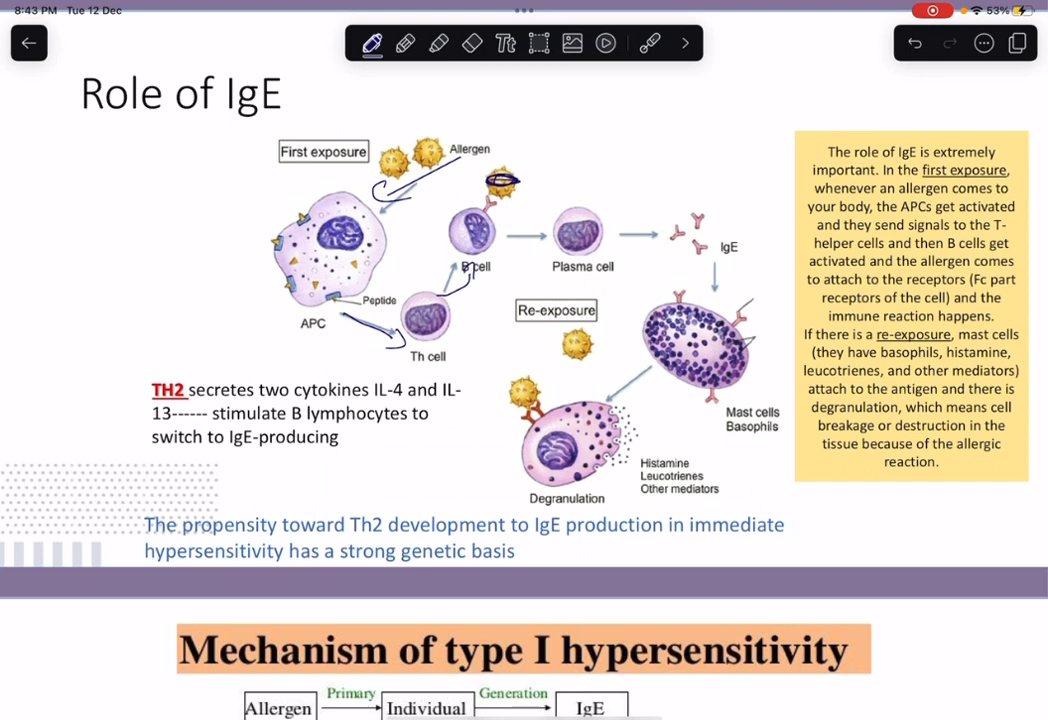 8:43 PM Tue 12 Dec
53%
Tt
Role of IgE
First exposure
Allergen
B cell
Plasma cell
IgE
Peptide
APC
Th cell
Re-exposure
Mast cells
Basophils
Histamine
Leucotrienes
Other mediators
Degranulation
TH2 secretes two cytokines IL-4 and IL-
13------ stimulate B lymphocytes to
switch to IgE-producing
The role of IgE is extremely
important. In the first exposure,
whenever an allergen comes to
your body, the APCs get activated
and they send signals to the T-
helper cells and then B cells get
activated and the allergen comes
to attach to the receptors (Fc part
receptors of the cell) and the
immune reaction happens.
If there is a re-exposure, mast cells
(they have basophils, histamine,
leucotrienes, and other mediators)
attach to the antigen and there is
degranulation, which means cell
breakage or destruction in the
tissue because of the allergic
reaction.
The propensity toward Th2 development to IgE production in immediate
hypersensitivity has a strong genetic basis
Mechanism of type I hypersensitivity
Allergen Primary Individual Generation IgE